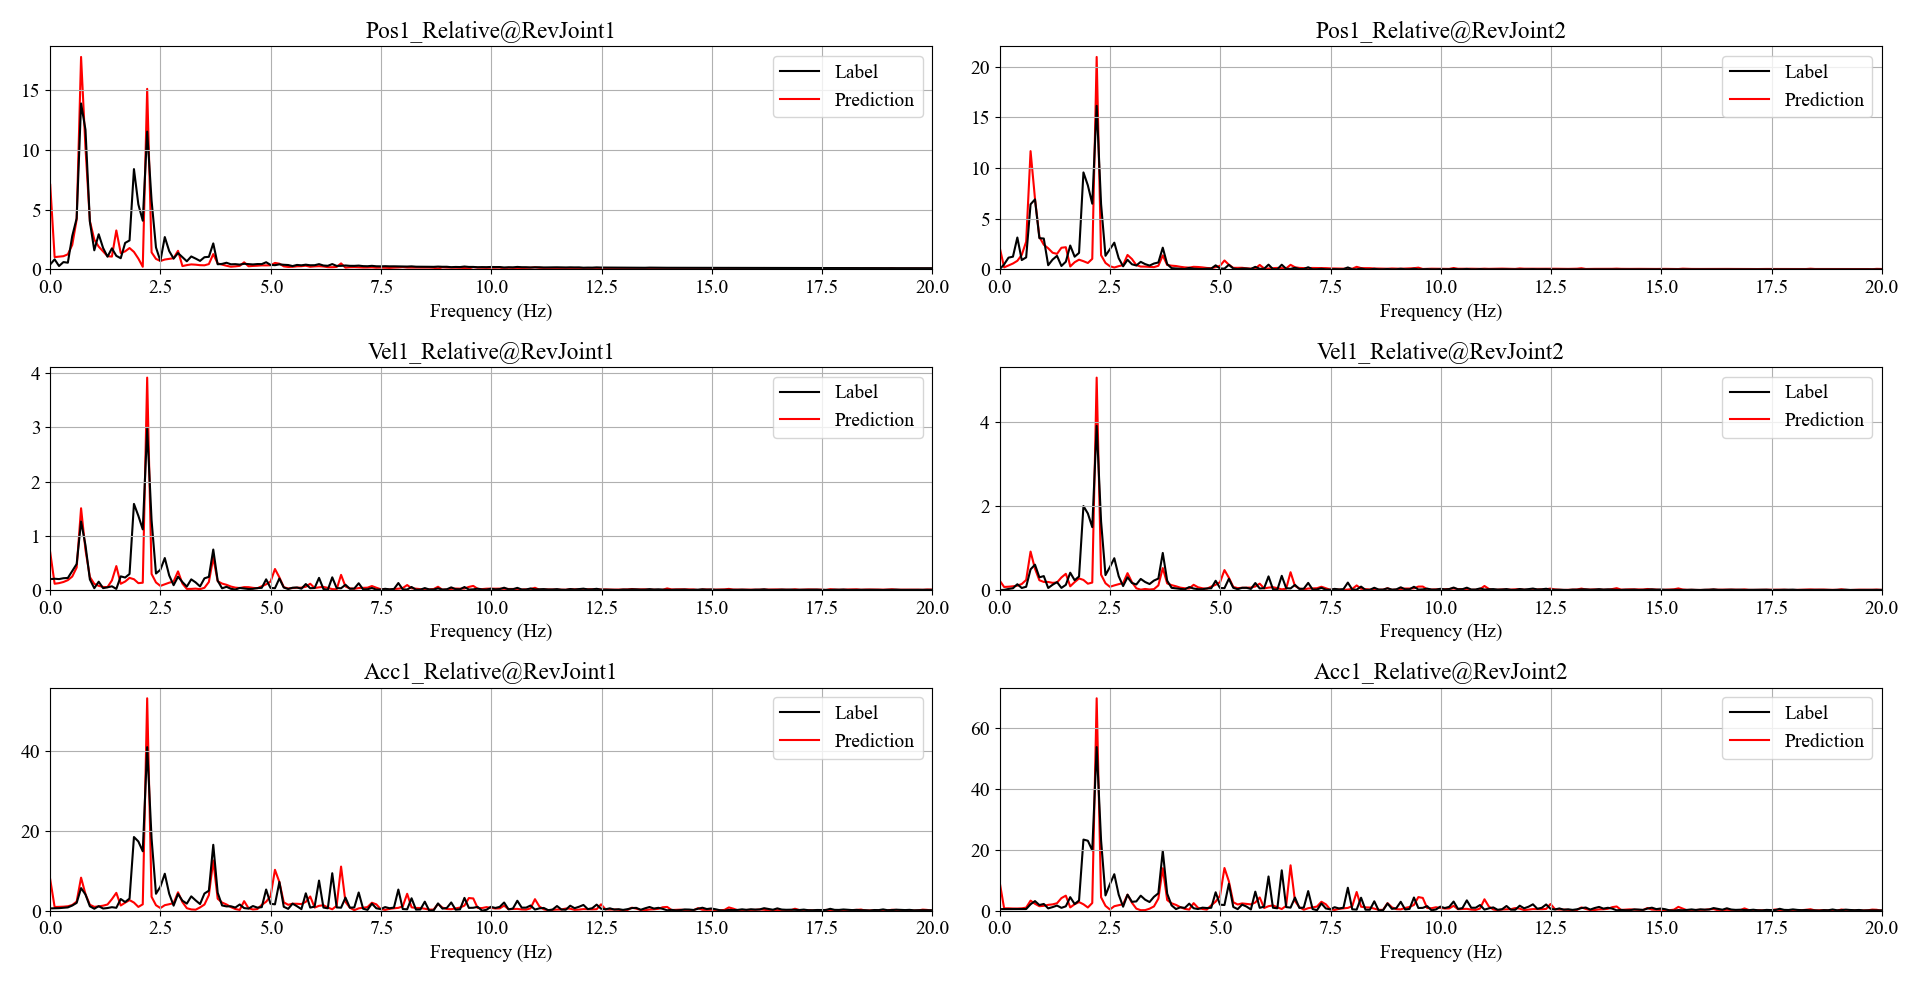 Pos1_Relative@RevJoint1
15
10
5
0
Label
Prediction
0.0 2.5 5.0 7.5 10.0 12.5 15.0 17.5 20.0
Frequency (Hz)
Pos1_Relative@RevJoint2
20
15
10
5
0
Label
Prediction
0.0 2.5 5.0 7.5 10.0 12.5 15.0 17.5 20.0
Frequency (Hz)
Vel1_Relative@RevJoint1
4
3
2
1
0
Label
Prediction
0.0 2.5 5.0 7.5 10.0 12.5 15.0 17.5 20.0
Frequency (Hz)
Vel1_Relative@RevJoint2
4
2
0
Label
Prediction
0.0 2.5 5.0 7.5 10.0 12.5 15.0 17.5 20.0
Frequency (Hz)
Acc1_Relative@RevJoint1
40
20
0
Label
Prediction
0.0 2.5 5.0 7.5 10.0 12.5 15.0 17.5 20.0
Frequency (Hz)
Acc1_Relative@RevJoint2
60
40
20
0
Label
Prediction
0.0 2.5 5.0 7.5 10.0 12.5 15.0 17.5 20.0
Frequency (Hz)